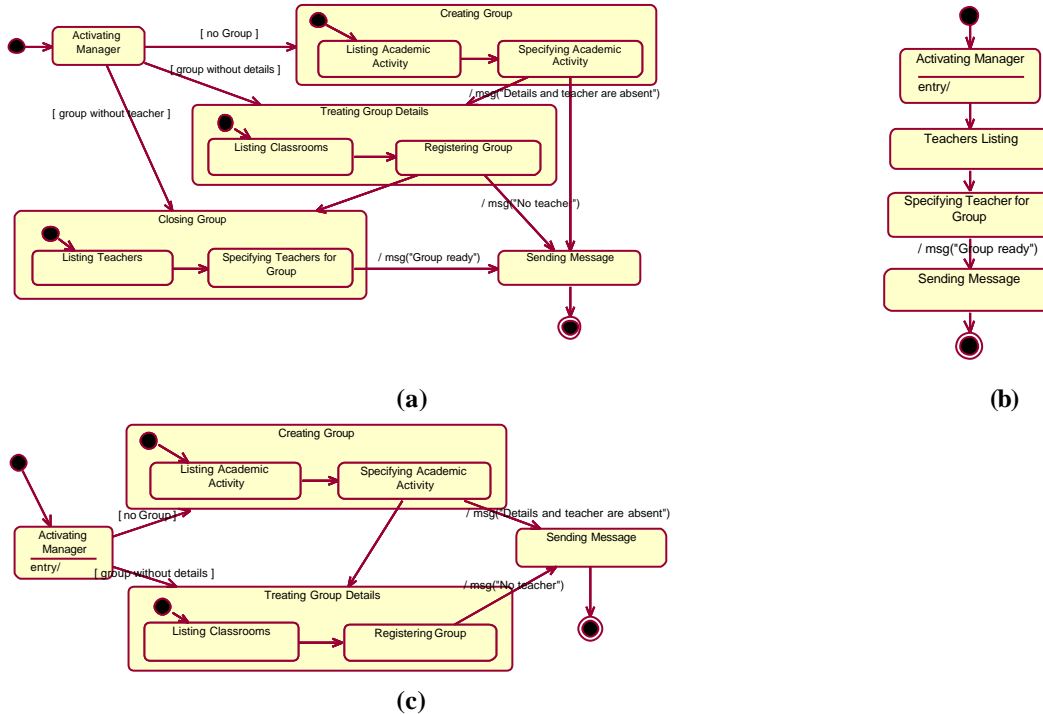 Creating Group
Activating
Manager
[ no Group ]
Listing Academic
Activity
Specifying Academic
Activity
[ group without details ]
/ msg("Details and teacher are absent")
[ group without teacher ]
Treating Group Details
Listing Classrooms
Registering Group
/ msg("No teacher")
Closing Group
Listing Teachers
Specifying Teachers for
Group
/ msg("Group ready")
Sending Message
(a)
Activating Manager
entry/
Teachers Listing
Specifying Teacher for
Group
/ msg("Group ready")
Sending Message
(b)
Creating Group
Listing Academic
Activity
Specifying Academic
Activity
[ no Group ]
/ msg("Details and teacher are absent")
Activating
Manager
entry/
Sending Message
[ group without details ]
/ msg("No teacher")
Treating Group Details
Listing Classrooms
Registering Group
(c)